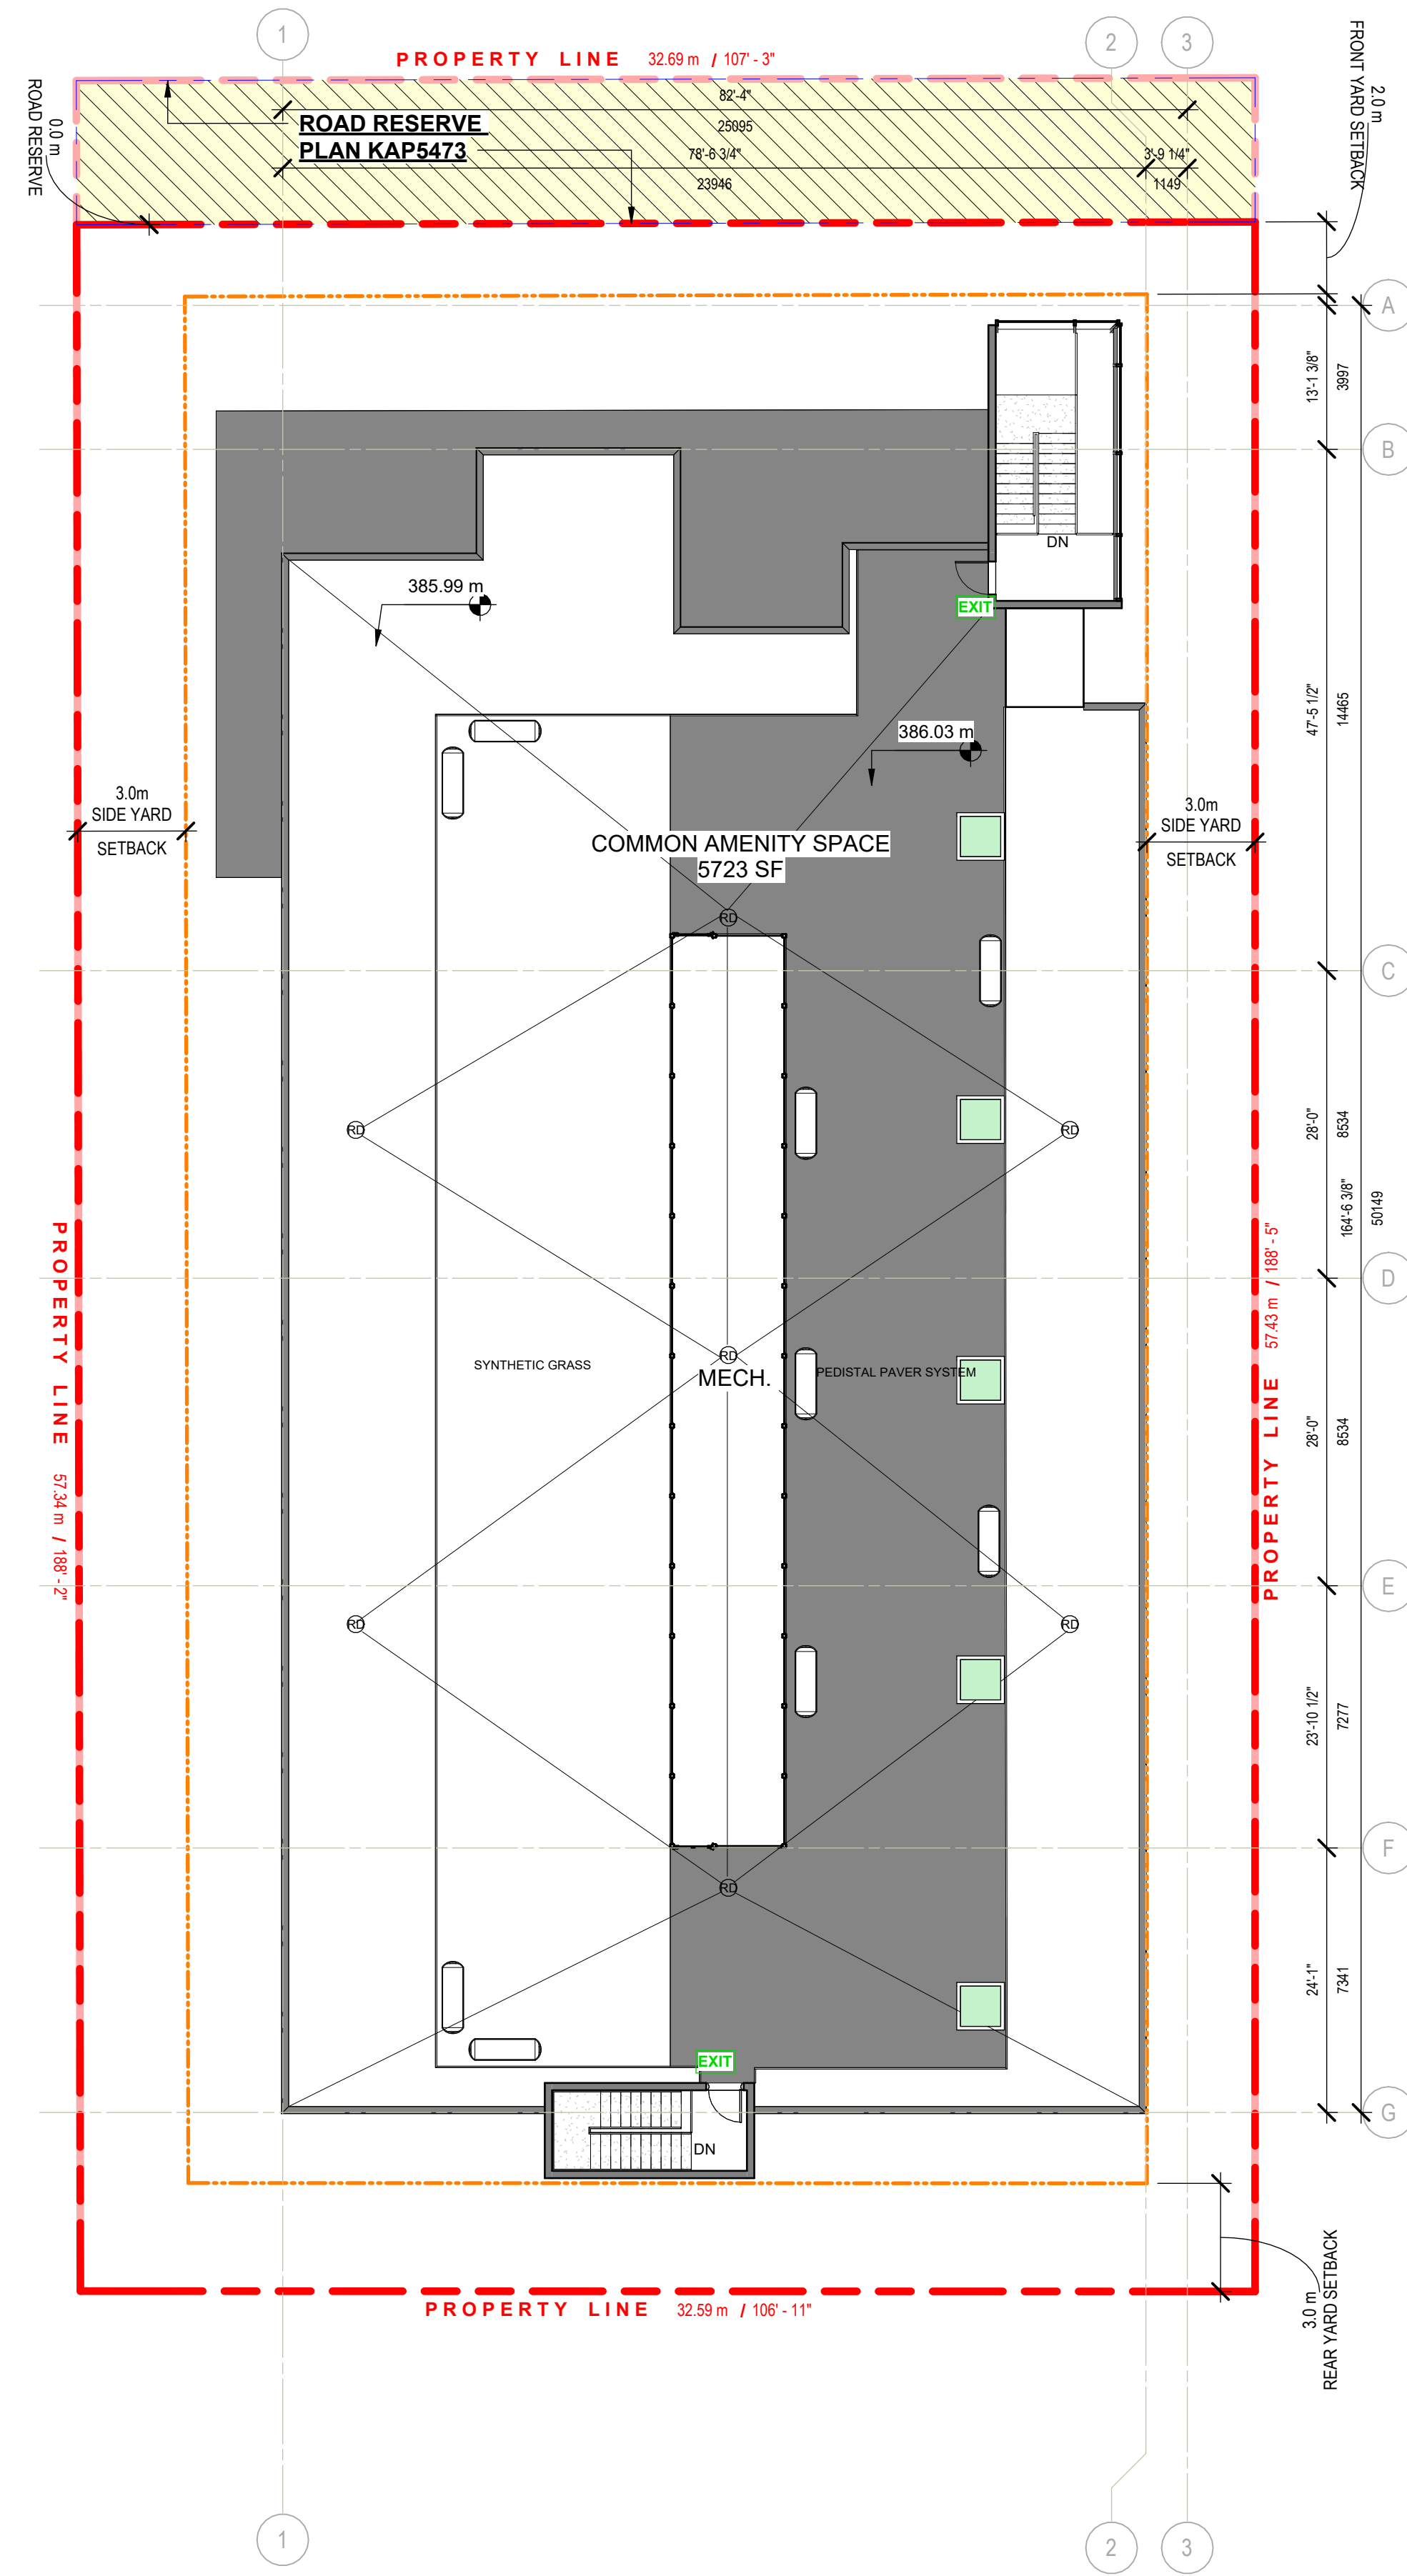 1
2
3
PROPERTY LINE 32.69 m / 107' - 3"
82'-4"
25095
ROAD RESERVE
PLAN KAP5473
78'-6 3/4"
23946
3'-9 1/4"
1149
0.0 m
ROAD RESERVE
2.0 m
FRONT YARD SETBACK
A
13'-1 3/8"
3997
B
DN
EXIT
385.99 m
386.03 m
47'-5 1/2"
14465
3.0m
SIDE YARD
SETBACK
3.0m
SIDE YARD
SETBACK
COMMON AMENITY SPACE
5723 SF
RD
C
RD
RD
28'-0"
8534
164'-6 3/8"
50149
PROPERTY LINE 57.34 m / 188' - 2"
PROPERTY LINE 57.43 m / 188' - 5"
D
RD
MECH.
SYNTHETIC GRASS
PEDISTAL PAVER SYSTEM
28'-0"
8534
E
RD
RD
23'-10 1/2"
7277
F
RD
24'-1"
7341
EXIT
G
DN
PROPERTY LINE 32.59 m / 106' - 11"
3.0 m
REAR YARD SETBACK
1
2
3